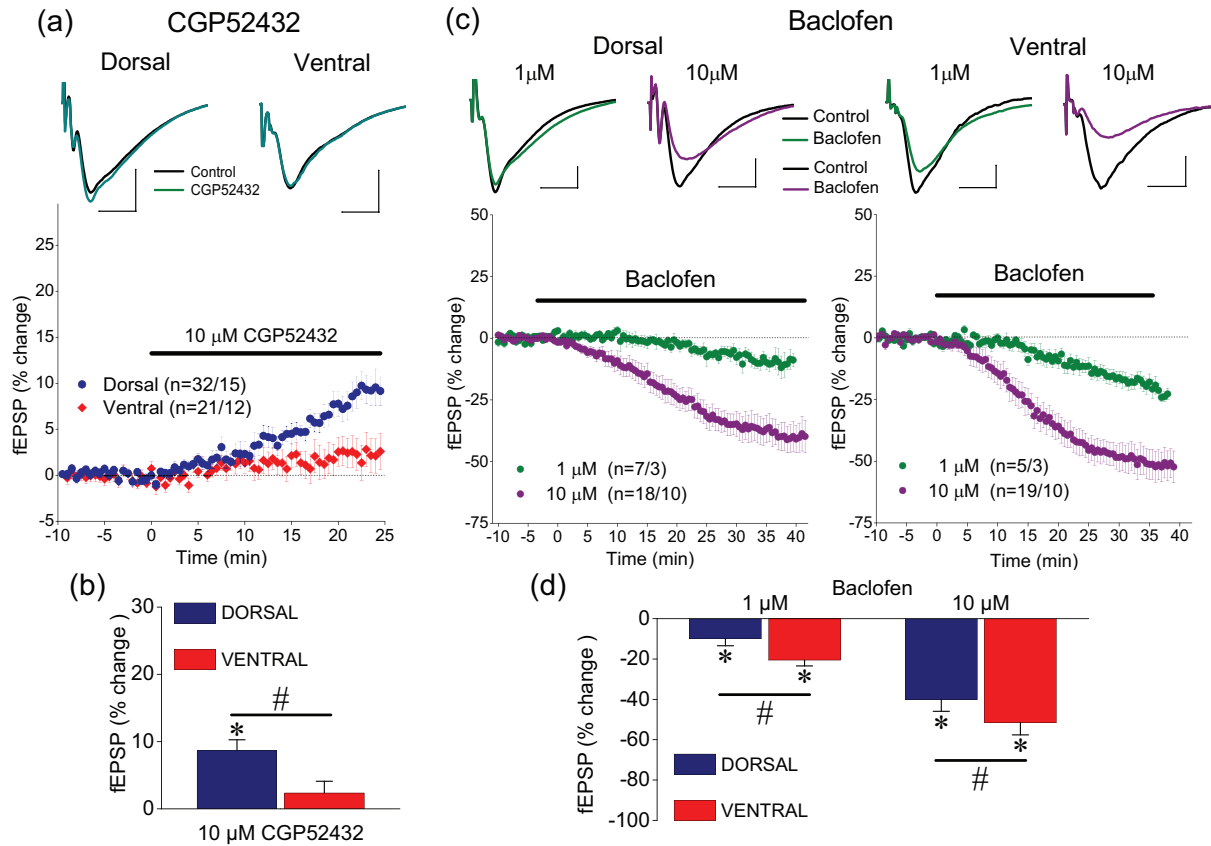 (a)
CGP52432
Dorsal
Ventral
Control
CGP52432
25
20
15
10
5
0
-5
fEPSP (% change)
10 µM CGP52432
Dorsal (n=32/15)
Ventral (n=21/12)
-10 -5 0 5 10 15 20 25
Time (min)
(b)
30
20
10
0
fEPSP (% change )
DORSAL
VENTRAL
#
*
10 µM CGP52432
(c)
Baclofen
Dorsal
1µM
10µM
Control
Baclofen
Control
Baclofen
Ventral
1µM
10µM
50
25
0
-25
-50
-75
fEPSP (% change)
Baclofen
1 µM (n=7/3)
10 µM (n=18/10)
-10 -5 0 5 10 15 20 25 30 35 40
Time (min)
50
25
0
-25
-50
-75
fEPSP (% change)
Baclofen
1 µM (n=5/3)
10 µM (n=19/10)
-10 -5 0 5 10 15 20 25 30 35 40
Time (min)
(d)
Baclofen
1 µM
10 µM
0
-20
-40
-60
-80
-100
fEPSP (% change )
* *
#
* *
#
DORSAL
VENTRAL